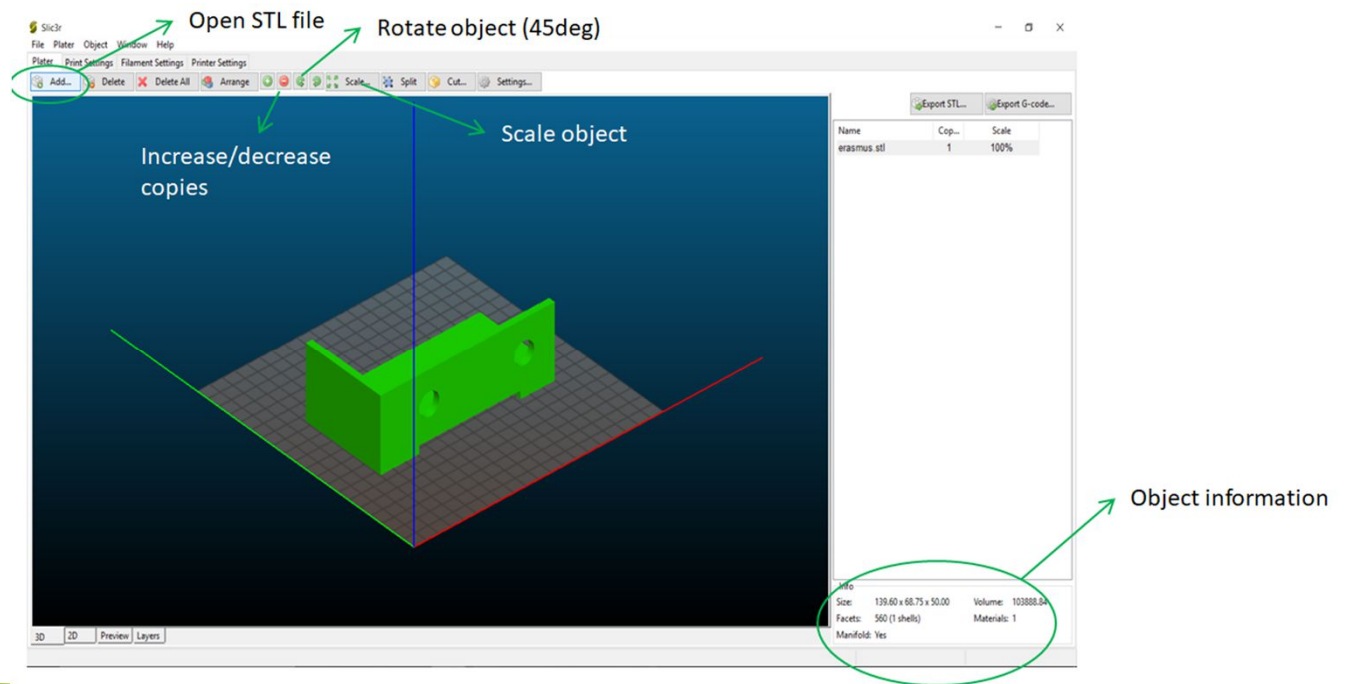 Open STL file
Rotate object (45deg)
Slic3r
File Plater Object Window Help
Plater Print Settings Filament Settings Printer Settings
Add... Delete Delete All Arrange Scale... Split Cut... Settings...
Export STL... Export G-code...
Scale object
Increase/decrease
copies
Name Cop... Scale
erasmus.stl 1 100%
Object information
Info
Size: 139.60 x 68.75 x 50.00 Volume: 103888.84
Facets: 560 (1 shells) Materials: 1
Manifold: Yes
3D 2D Preview Layers